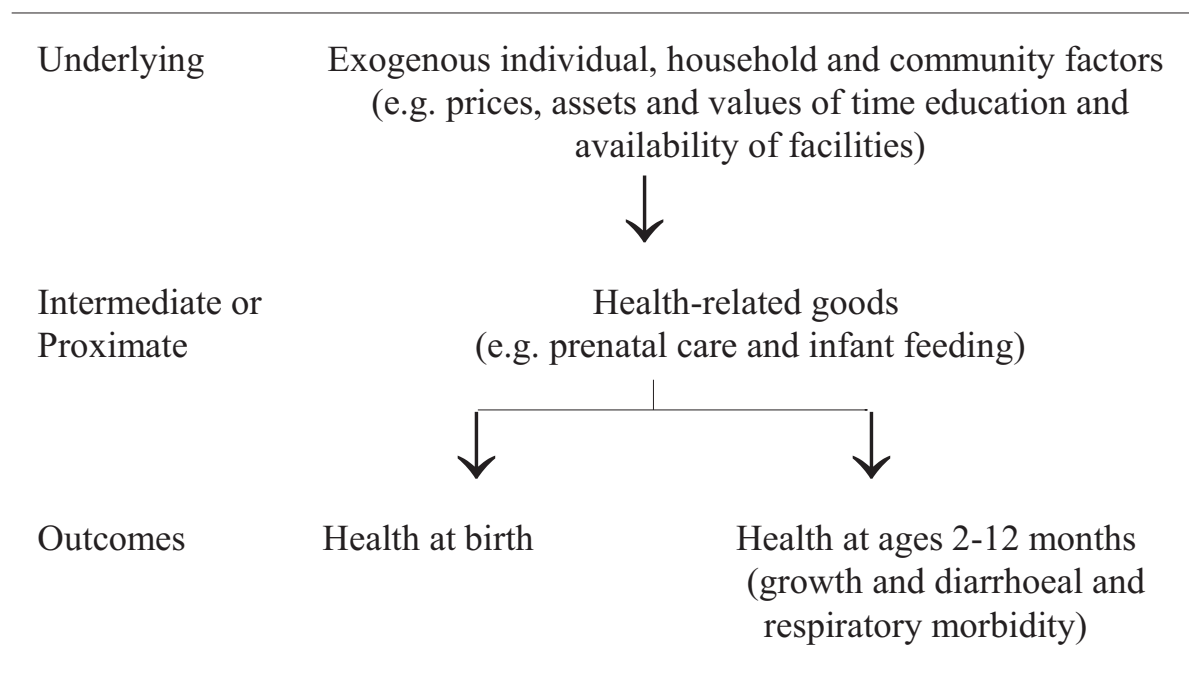 Underlying
Exogenous individual, household and community factors
(e.g. prices, assets and values of time education and
availability of facilities)
Intermediate or
Proximate
Health-related goods
(e.g. prenatal care and infant feeding)
Outcomes
Health at birth
Health at ages 2-12 months
(growth and diarrhoeal and
respiratory morbidity)